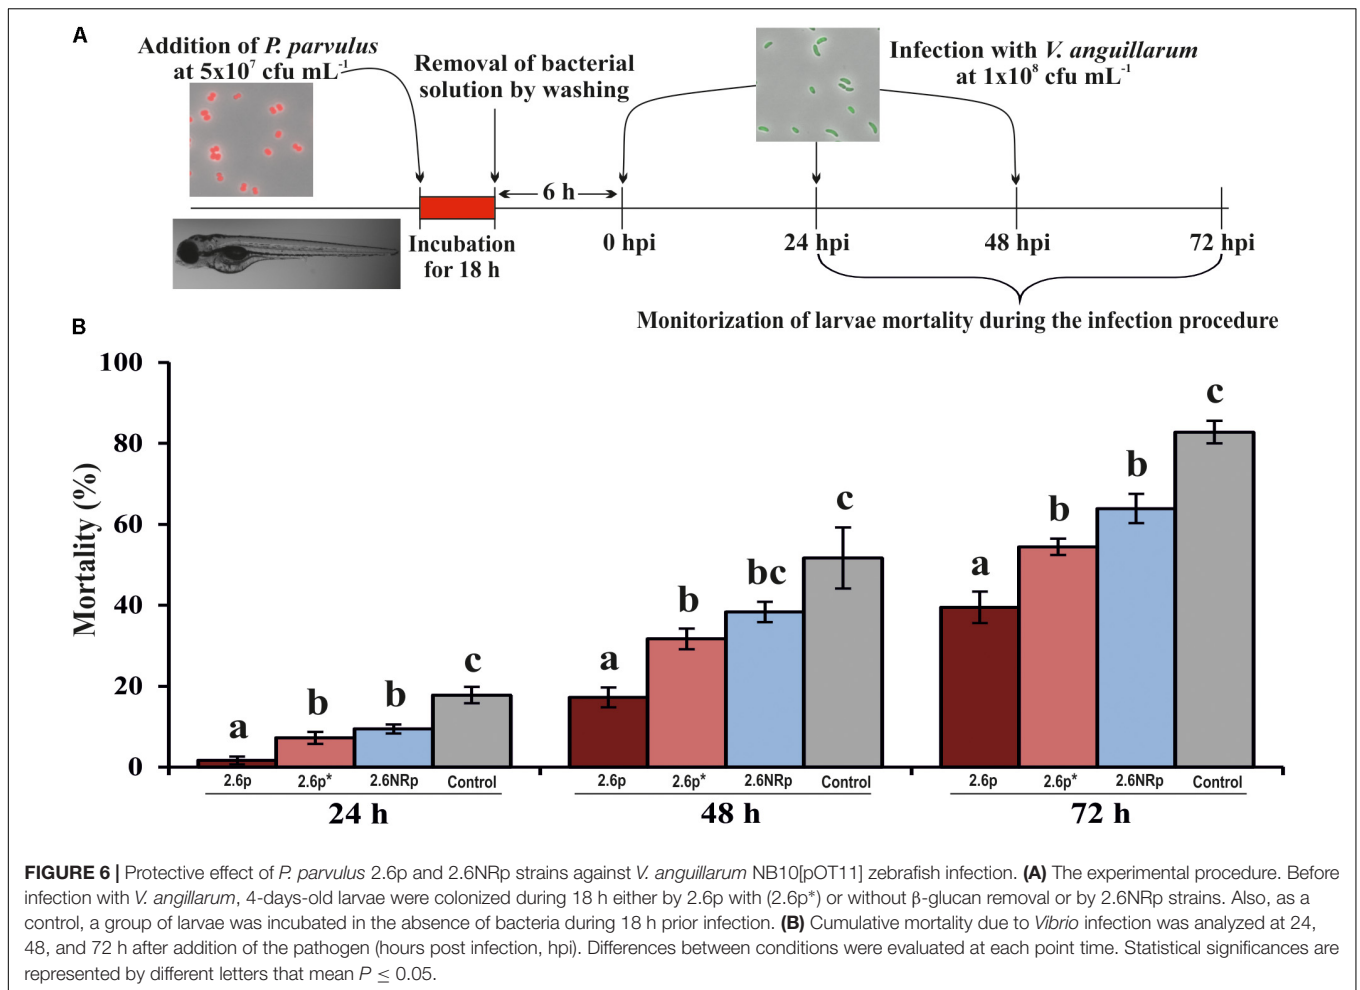 A
Addition of P. parvulus
at 5x10⁷ cfu mL⁻¹
Removal of bacterial
solution by washing
Infection with V. anguillarum
at 1x10⁸ cfu mL⁻¹
6 h
Incubation
for 18 h
0 hpi
24 hpi
48 hpi
72 hpi
Monitorization of larvae mortality during the infection procedure
B
Mortality (%)
100
80
60
40
20
0
a
b
b
c
a
b
bc
c
a
b
b
c
2.6p
2.6p*
2.6NRp
Control
2.6p
2.6p*
2.6NRp
Control
2.6p
2.6p*
2.6NRp
Control
24 h
48 h
72 h
FIGURE 6 | Protective effect of P. parvulus 2.6p and 2.6NRp strains against V. anguillarum NB10[pOT11] zebrafish infection. (A) The experimental procedure. Before
infection with V. angillarum, 4-days-old larvae were colonized during 18 h either by 2.6p with (2.6p*) or without β-glucan removal or by 2.6NRp strains. Also, as a
control, a group of larvae was incubated in the absence of bacteria during 18 h prior infection. (B) Cumulative mortality due to Vibrio infection was analyzed at 24,
48, and 72 h after addition of the pathogen (hours post infection, hpi). Differences between conditions were evaluated at each point time. Statistical significances are
represented by different letters that mean P ≤ 0.05.